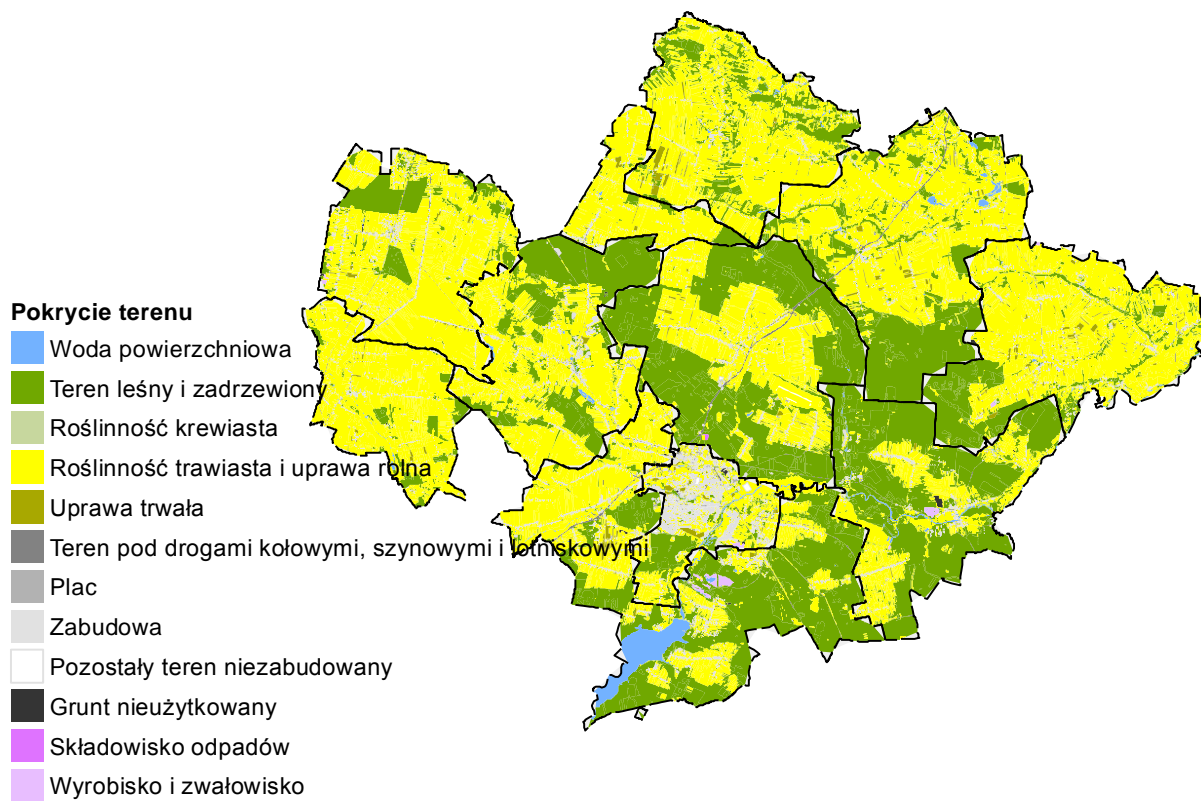 Pokrycie terenu
Woda powierzchniowa
Teren leśny i zadrzewiony
Roślinność krewiasta
Roślinność trawiasta i uprawa rolna
Uprawa trwała
Teren pod drogami kołowymi, szynowymi i lotniskowymi
Plac
Zabudowa
Pozostały teren niezabudowany
Grunt nieużytkowany
Składowisko odpadów
Wyrobisko i zwałowisko